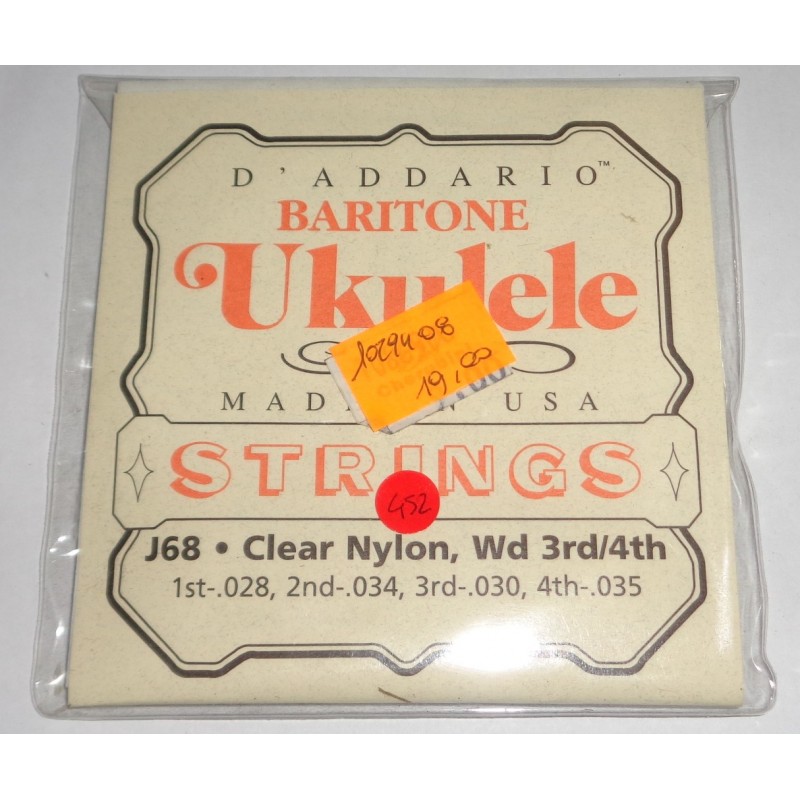 D'ADDARIO™
BARITONE
Ukulele
1029408
19,00
MADE IN USA
STRINGS
452
J68 • Clear Nylon, Wd 3rd/4th
1st-.028, 2nd-.034, 3rd-.030, 4th-.035